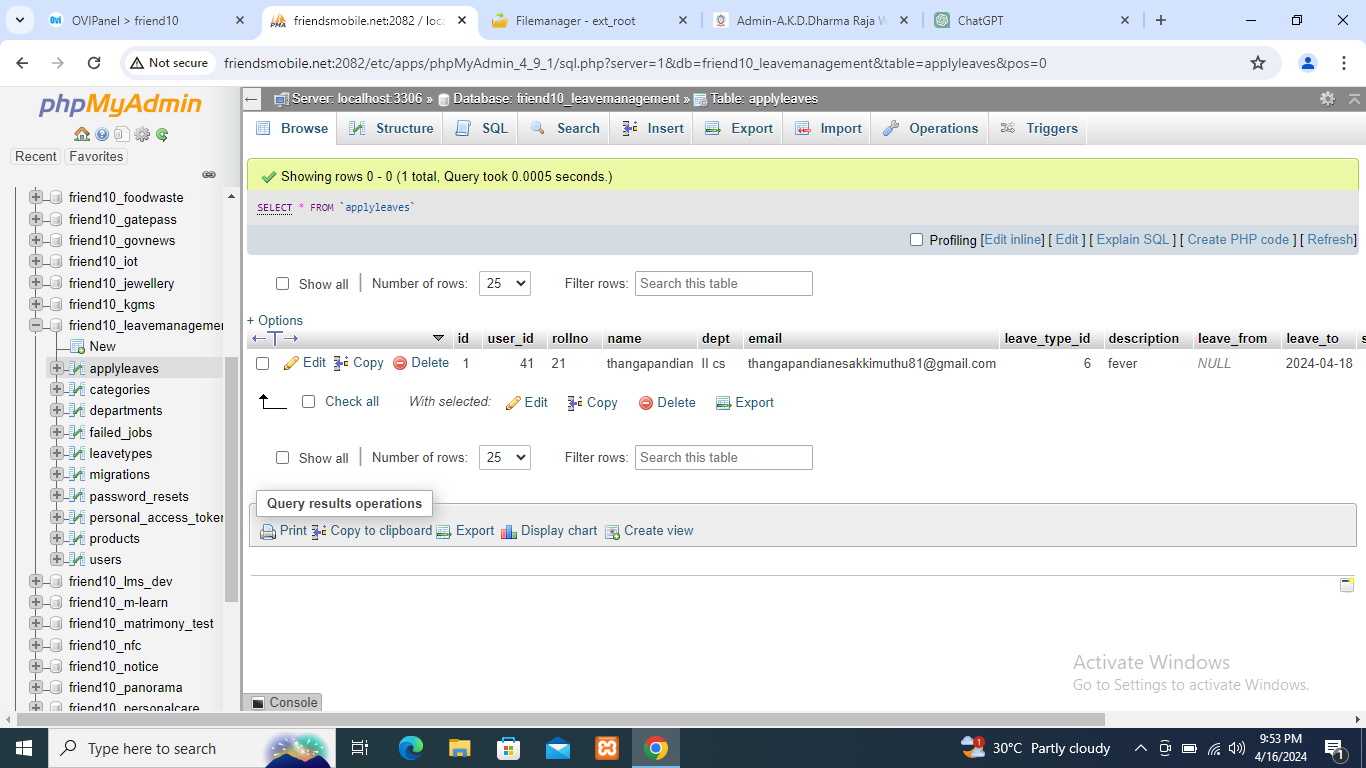 OVIPanel > friend10
friendsmobile.net:2082 / loca
Filemanager - ext_root
Admin-A.K.D.Dharma Raja W
ChatGPT
Not secure
friendsmobile.net:2082/etc/apps/phpMyAdmin_4_9_1/sql.php?server=1&db=friend10_leavemanagement&table=applyleaves&pos=0
phpMyAdmin
Recent Favorites
friend10_foodwaste
friend10_gatepass
friend10_govnews
friend10_iot
friend10_jewellery
friend10_kgms
friend10_leavemanagemen
New
applyleaves
categories
departments
failed_jobs
leavetypes
migrations
password_resets
personal_access_token
products
users
friend10_lms_dev
friend10_m-learn
friend10_matrimony_test
friend10_nfc
friend10_notice
friend10_panorama
friend10_personalcare
Server: localhost:3306 » Database: friend10_leavemanagement » Table: applyleaves
Browse Structure SQL Search Insert Export Import Operations Triggers
Showing rows 0 - 0 (1 total, Query took 0.0005 seconds.)
SELECT * FROM `applyleaves`
Profiling [Edit inline] [ Edit ] [ Explain SQL ] [ Create PHP code ] [ Refresh]
Show all | Number of rows: 25 Filter rows: Search this table
+ Options
id user_id rollno name dept email leave_type_id description leave_from leave_to s
Edit Copy Delete 1 41 21 thangapandian II cs thangapandianesakkimuthu81@gmail.com 6 fever NULL 2024-04-18
Check all With selected: Edit Copy Delete Export
Show all | Number of rows: 25 Filter rows: Search this table
Query results operations
Print Copy to clipboard Export Display chart Create view
Activate Windows
Go to Settings to activate Windows.
Console
Type here to search
1
30°C Partly cloudy
9:53 PM
4/16/2024
1